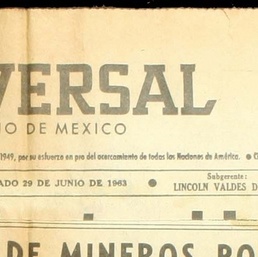 VERSAL
IO DE MEXICO
1949, por su esfuerzo en pro del acercamiento de todas las Naciones de América. ● C
ADO 29 DE JUNIO DE 1963 ●
Subgerente:
LINCOLN VALDES D
DE MINEROS PO